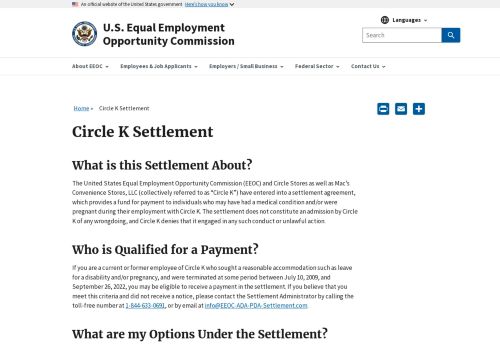 An official website of the United States government Here's how you know
U.S. Equal Employment
Opportunity Commission
Languages
Search
About EEOC
Employees & Job Applicants
Employers / Small Business
Federal Sector
Contact Us
Home » Circle K Settlement
Circle K Settlement
What is this Settlement About?
The United States Equal Employment Opportunity Commission (EEOC) and Circle Stores as well as Mac's
Convenience Stores, LLC (collectively referred to as "Circle K") have entered into a settlement agreement,
which provides a fund for payment to individuals who may have had a medical condition and/or were
pregnant during their employment with Circle K. The settlement does not constitute an admission by Circle
K of any wrongdoing, and Circle K denies that it engaged in any such conduct or unlawful action.
Who is Qualified for a Payment?
If you are a current or former employee of Circle K who sought a reasonable accommodation such as leave
for a disability and/or pregnancy, and were terminated at some period between July 10, 2009, and
September 26, 2022, you may be eligible to receive a payment in the settlement. If you believe that you
meet this criteria and did not receive a notice, please contact the Settlement Administrator by calling the
toll-free number at 1-844-633-0691, or by email at info@EEOC-ADA-PDA-Settlement.com.
What are my Options Under the Settlement?